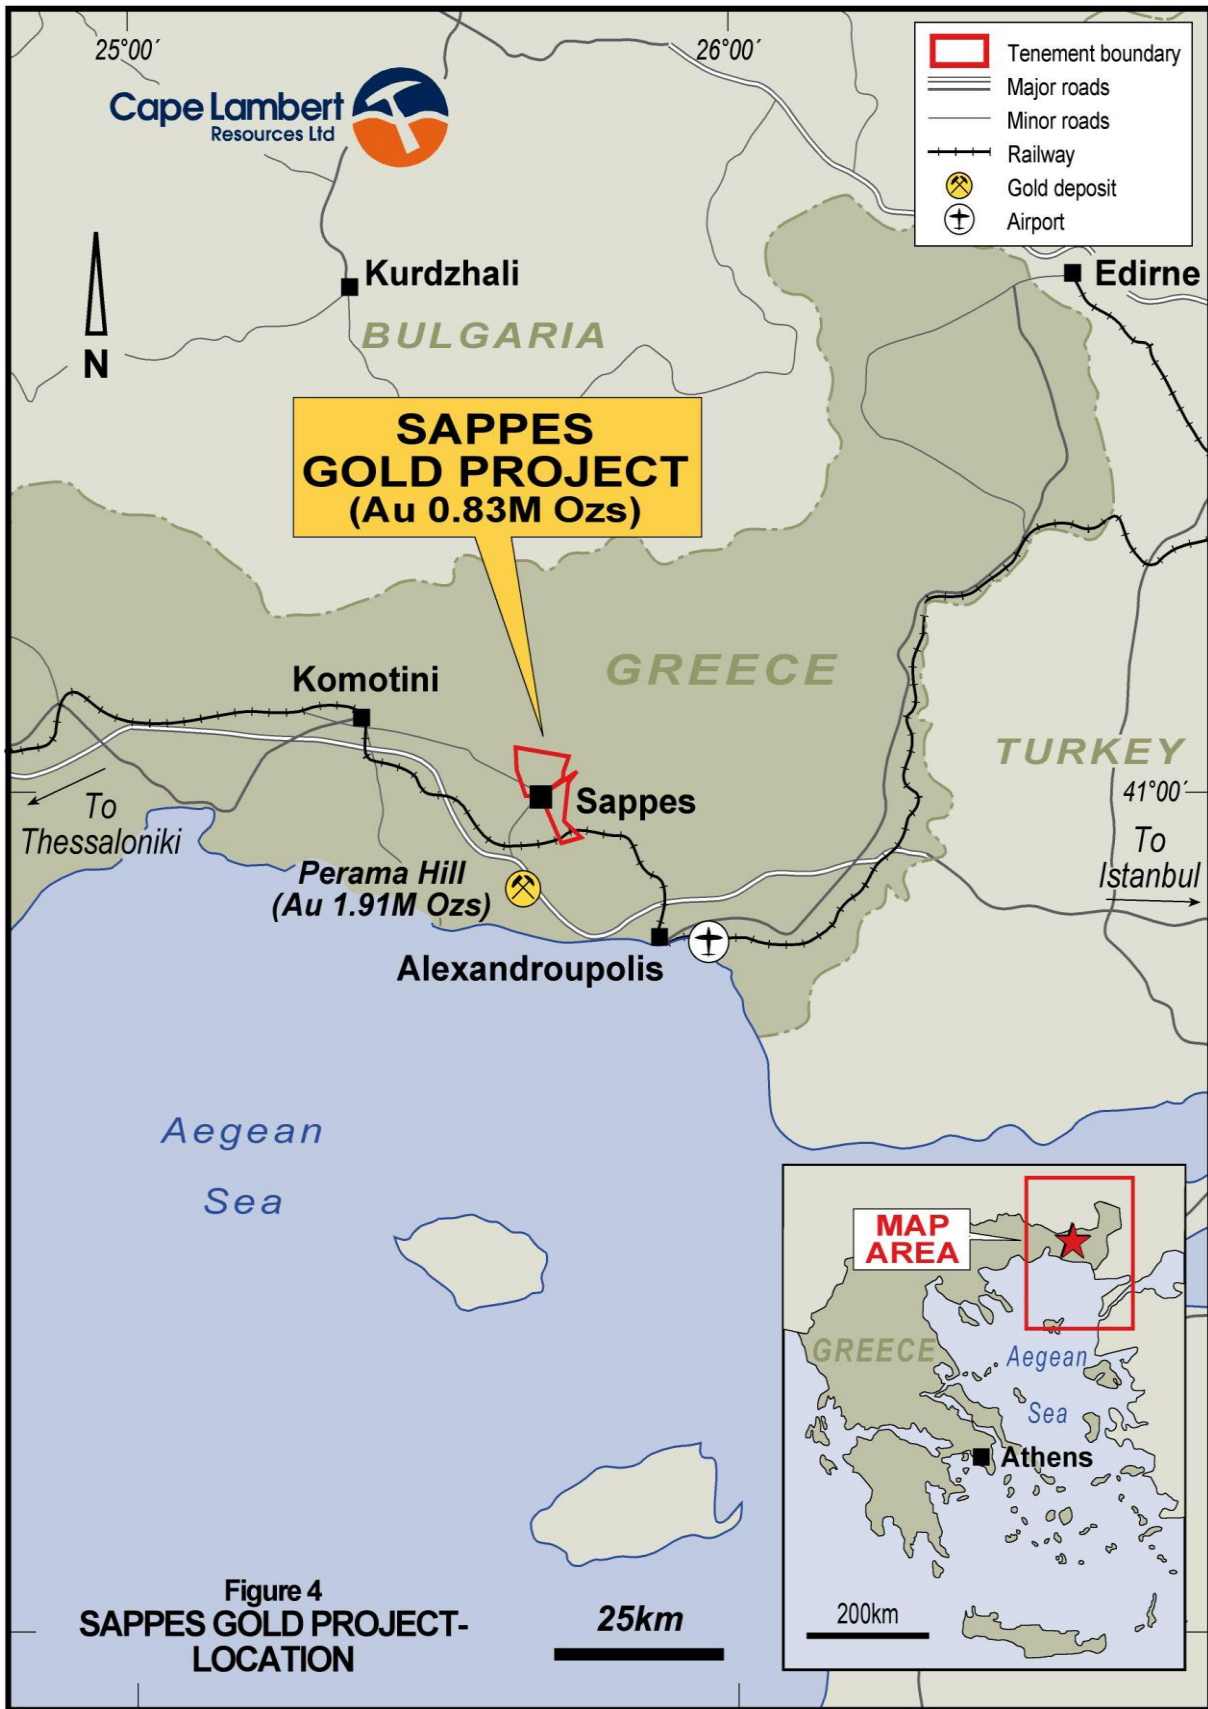 25°00´
26°00´
Cape Lambert
Resources Ltd
Tenement boundary
Major roads
Minor roads
Railway
Gold deposit
Airport
N
Kurdzhali
BULGARIA
Edirne
SAPPES
GOLD PROJECT
(Au 0.83M Ozs)
GREECE
Komotini
TURKEY
41°00´
To
Thessaloniki
Sappes
To
Istanbul
Perama Hill
(Au 1.91M Ozs)
Alexandroupolis
Aegean
Sea
MAP
AREA
GREECE
Aegean
Sea
Athens
200km
Figure 4
SAPPES GOLD PROJECT-
LOCATION
25km